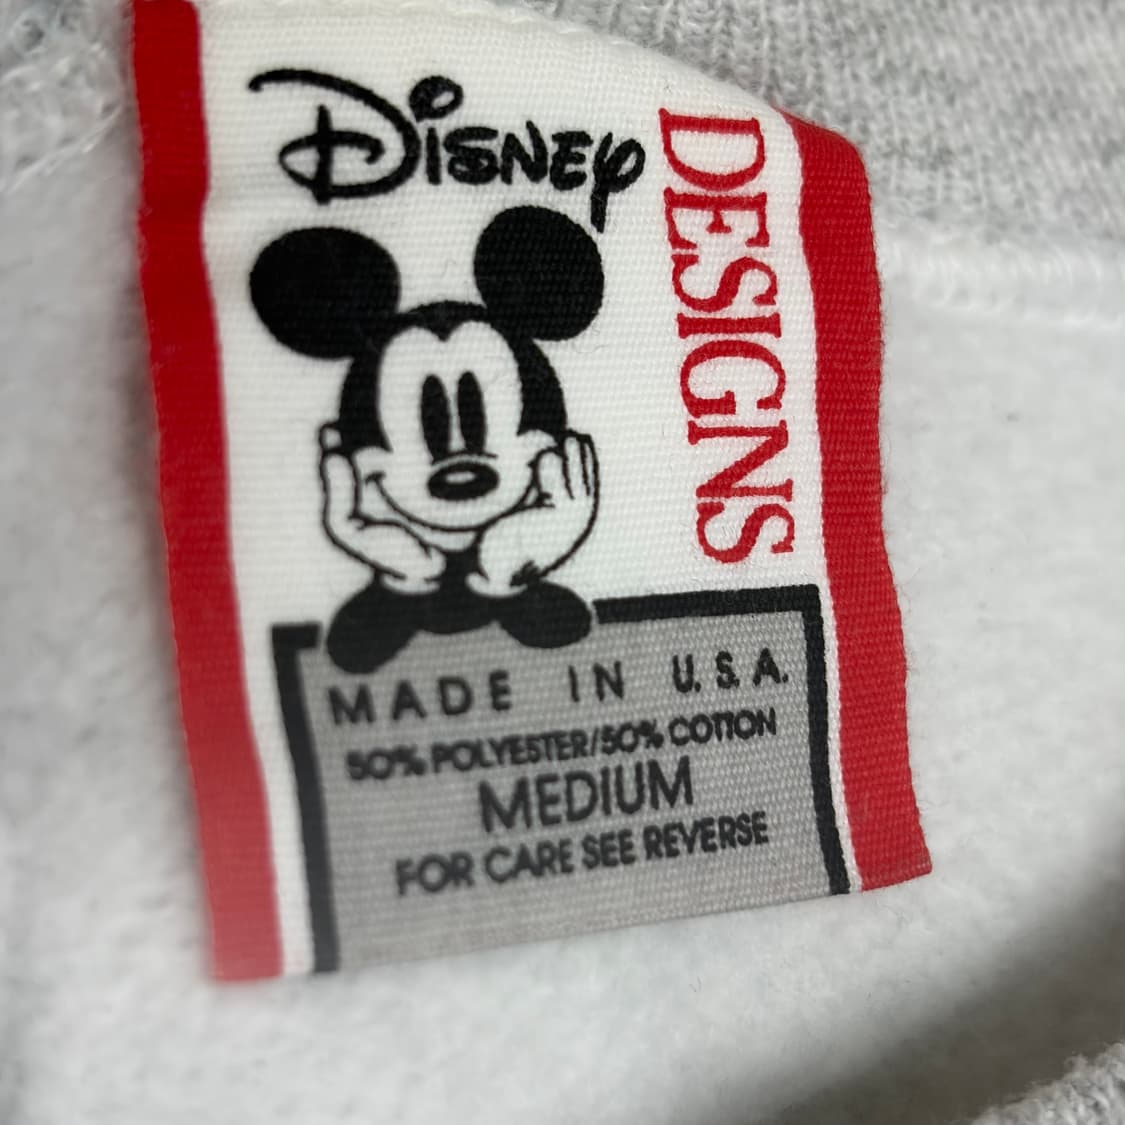 Disney
DESIGNS
MADE IN U.S.A.
50% POLYESTER/50% COTTON
MEDIUM
FOR CARE SEE REVERSE